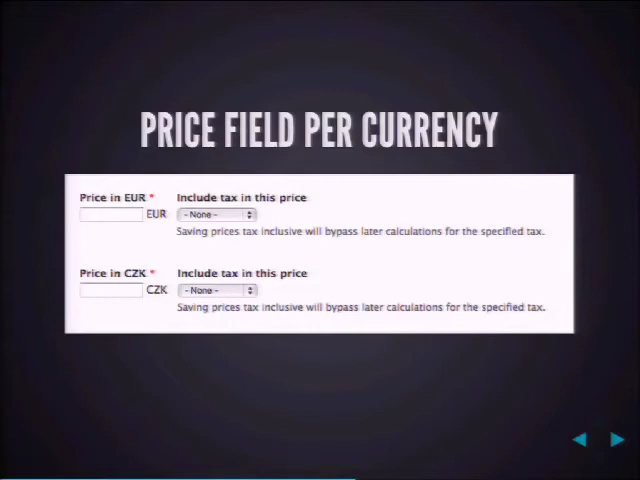 PRICE FIELD PER CURRENCY
Price in EUR * Include tax in this price
EUR - None -
Saving prices tax inclusive will bypass later calculations for the specified tax.
Price in CZK * Include tax in this price
CZK - None -
Saving prices tax inclusive will bypass later calculations for the specified tax.